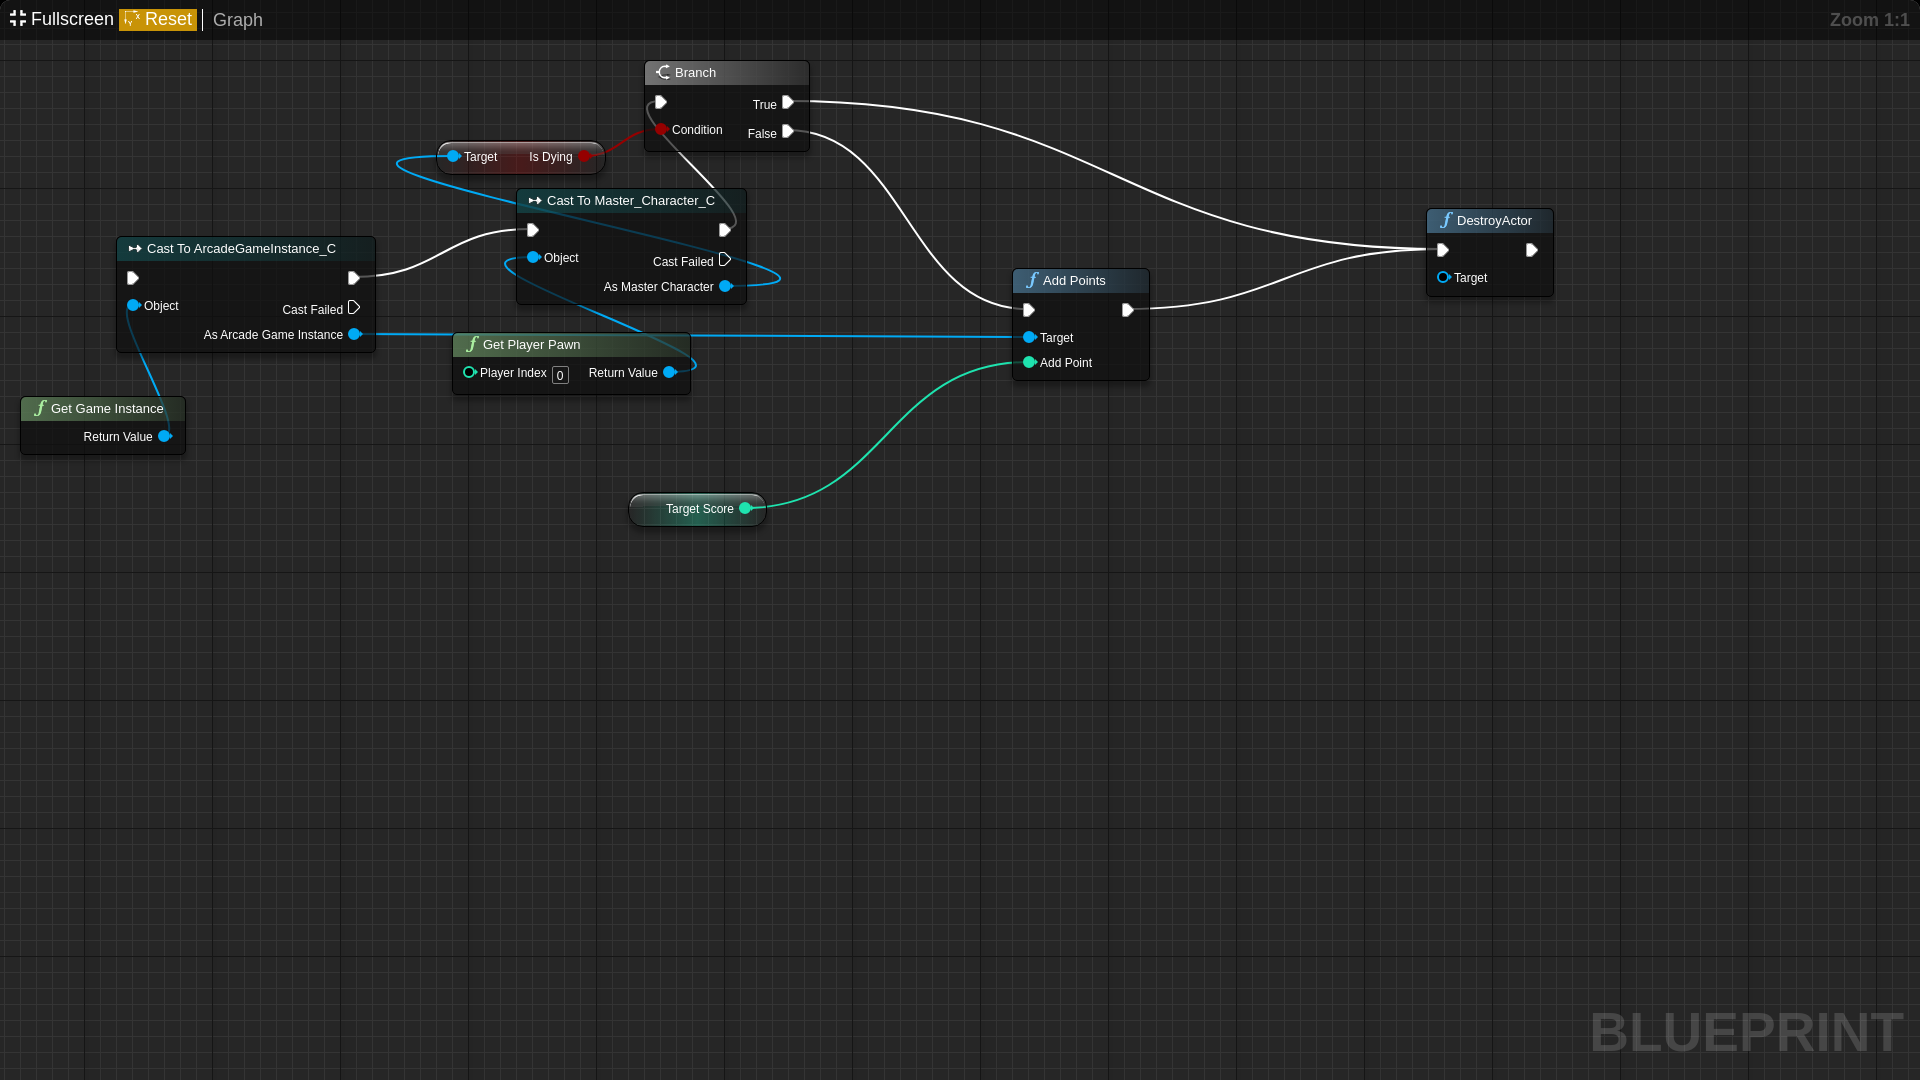 Fullscreen Reset Graph
Zoom 1:1
Branch
True
Condition
False
Target Is Dying
Cast To Master_Character_C
Object
Cast Failed
As Master Character
Cast To ArcadeGameInstance_C
Object
Cast Failed
As Arcade Game Instance
Get Player Pawn
Player Index 0 Return Value
Get Game Instance
Return Value
Target Score
Add Points
Target
Add Point
DestroyActor
Target
BLUEPRINT